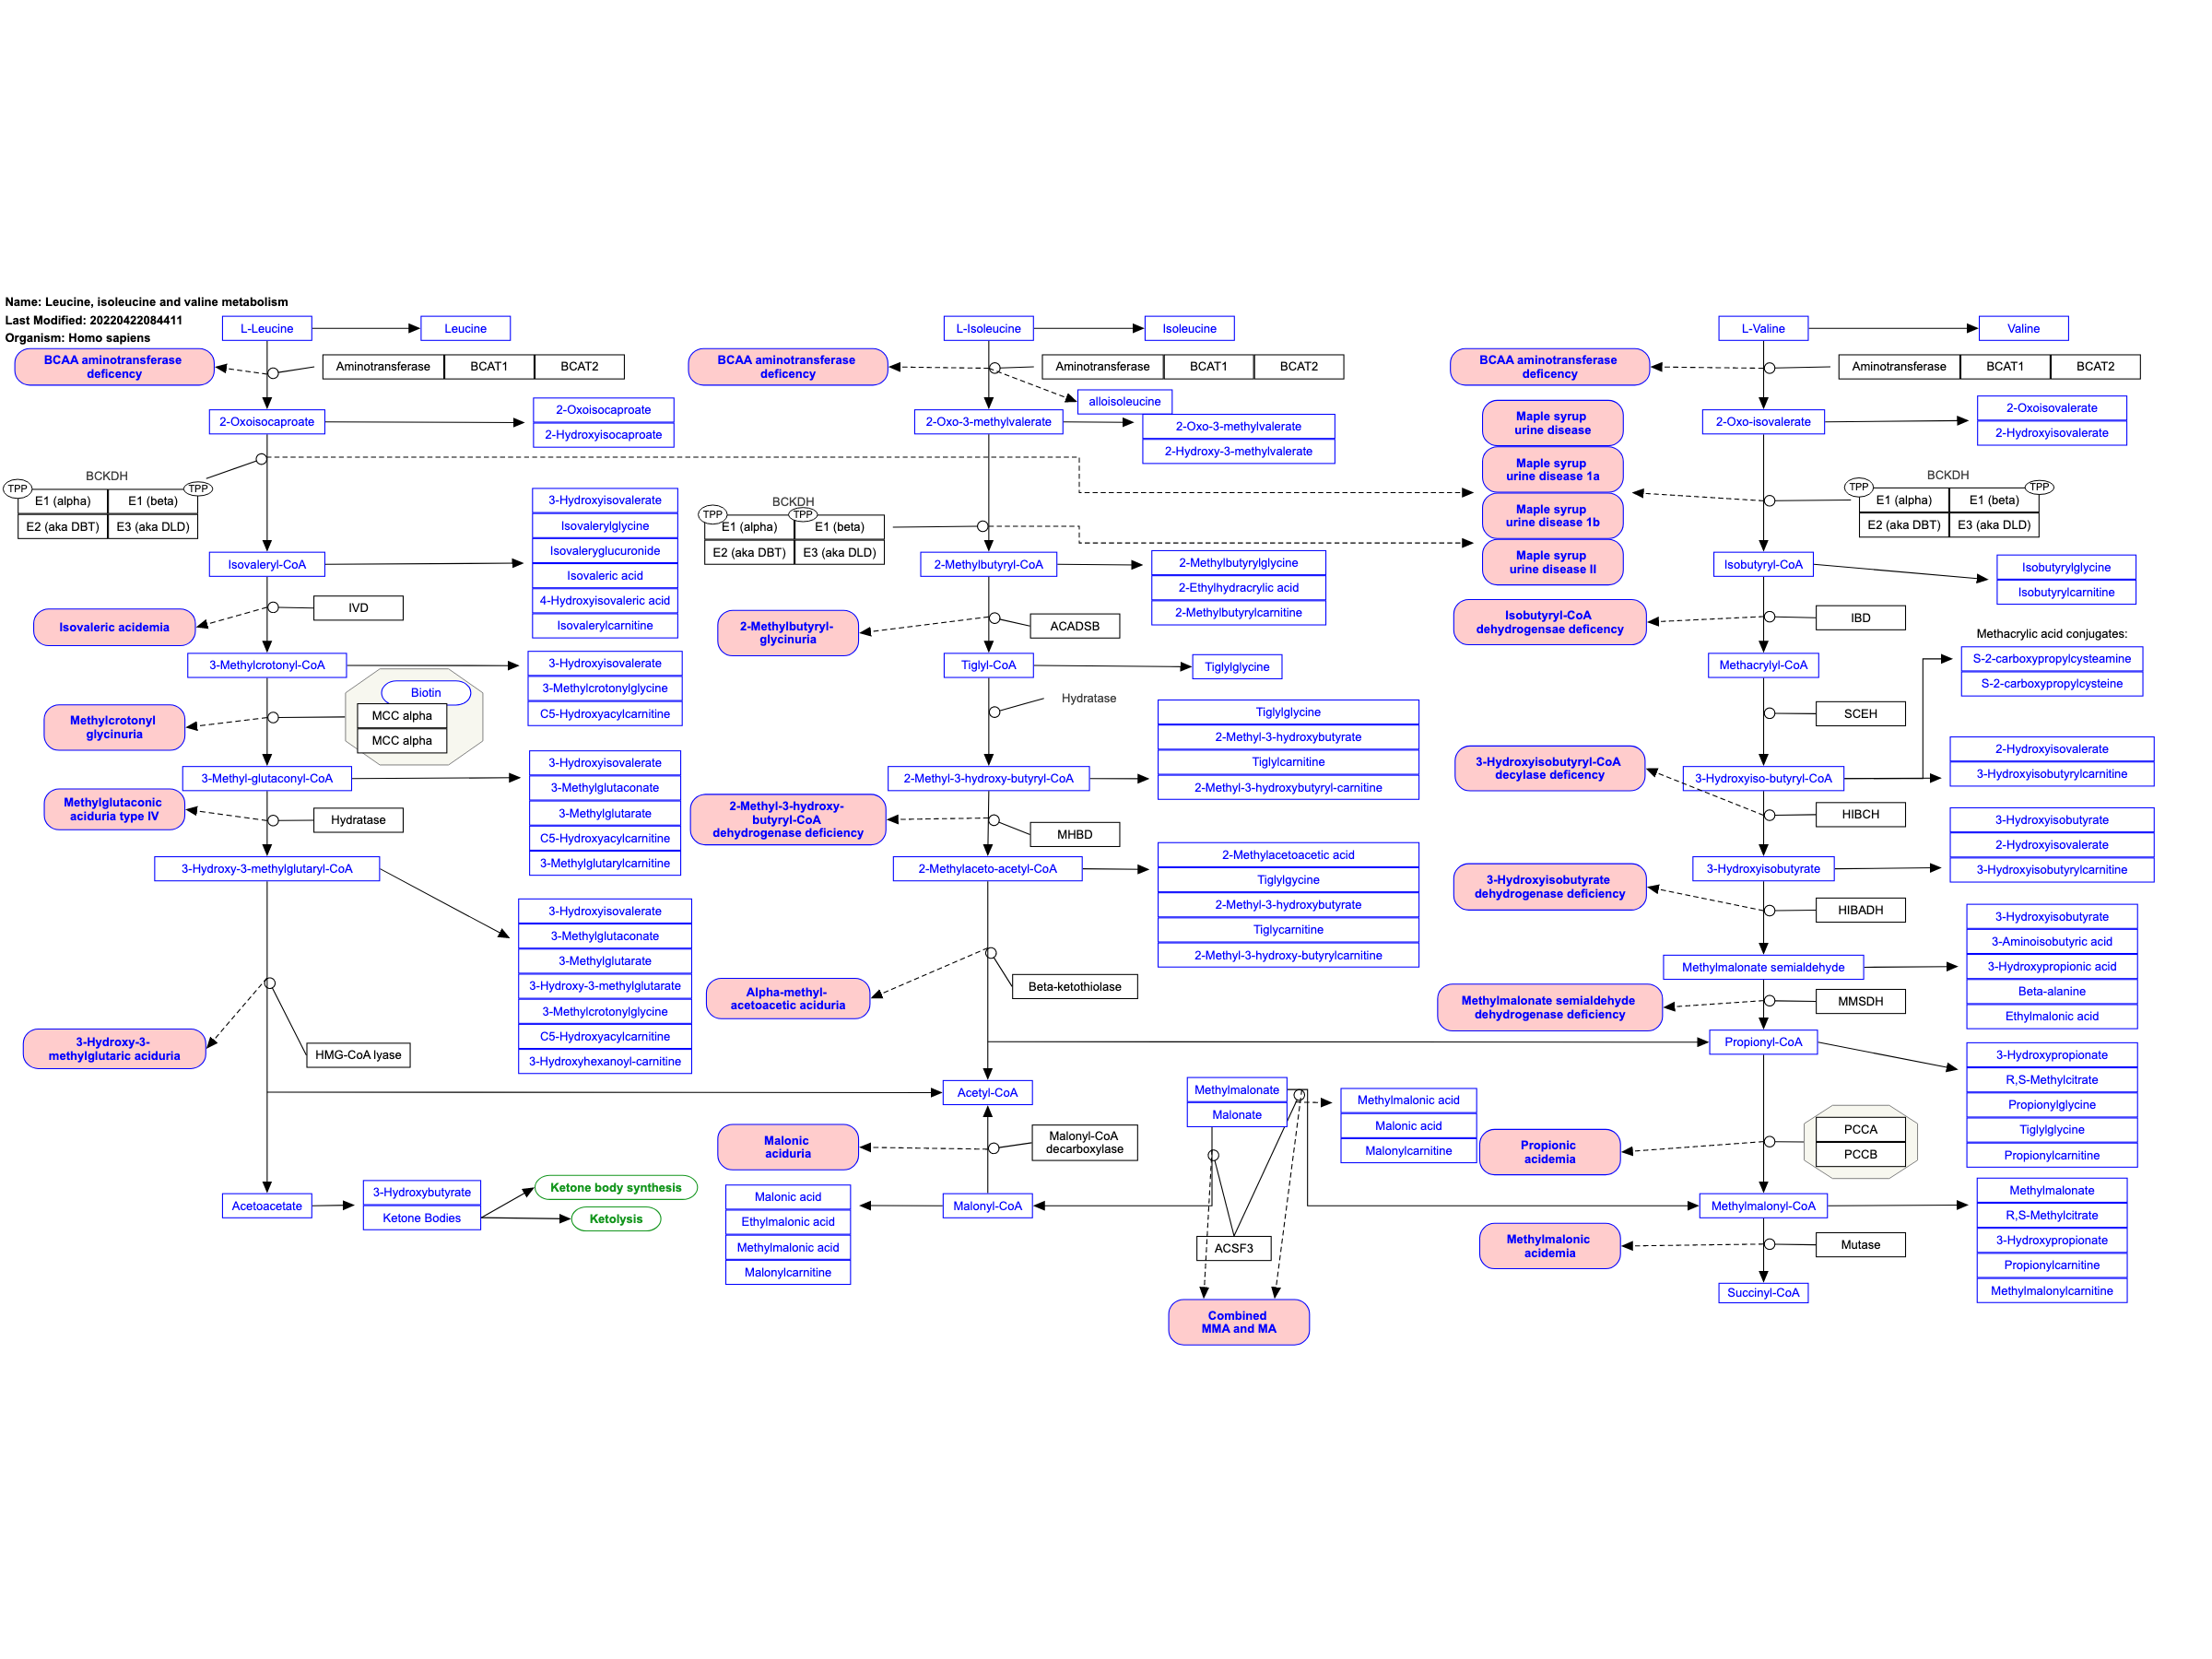 Name: Leucine, isoleucine and valine metabolism
Last Modified: 20220422084411
Organism: Homo sapiens
L-Leucine
Leucine
BCAA aminotransferase
deficency
Aminotransferase
BCAT1
BCAT2
2-Oxoisocaproate
2-Oxoisocaproate
2-Hydroxyisocaproate
BCKDH
TPP
TPP
E1 (alpha)
E1 (beta)
E2 (aka DBT)
E3 (aka DLD)
Isovaleryl-CoA
3-Hydroxyisovalerate
Isovalerylglycine
Isovaleryglucuronide
Isovaleric acid
4-Hydroxyisovaleric acid
Isovalerylcarnitine
IVD
Isovaleric acidemia
3-Methylcrotonyl-CoA
3-Hydroxyisovalerate
3-Methylcrotonylglycine
C5-Hydroxyacylcarnitine
Biotin
MCC alpha
MCC alpha
Methylcrotonyl
glycinuria
3-Methyl-glutaconyl-CoA
3-Hydroxyisovalerate
3-Methylglutaconate
3-Methylglutarate
C5-Hydroxyacylcarnitine
3-Methylglutarylcarnitine
Methylglutaconic
aciduria type IV
Hydratase
3-Hydroxy-3-methylglutaryl-CoA
3-Hydroxyisovalerate
3-Methylglutaconate
3-Methylglutarate
3-Hydroxy-3-methylglutarate
3-Methylcrotonylglycine
C5-Hydroxyacylcarnitine
3-Hydroxyhexanoyl-carnitine
3-Hydroxy-3-
methylglutaric aciduria
HMG-CoA lyase
Acetoacetate
3-Hydroxybutyrate
Ketone Bodies
Ketone body synthesis
Ketolysis
L-Isoleucine
Isoleucine
BCAA aminotransferase
deficency
Aminotransferase
BCAT1
BCAT2
alloisoleucine
2-Oxo-3-methylvalerate
2-Oxo-3-methylvalerate
2-Hydroxy-3-methylvalerate
BCKDH
TPP
TPP
E1 (alpha)
E1 (beta)
E2 (aka DBT)
E3 (aka DLD)
2-Methylbutyryl-CoA
2-Methylbutyrylglycine
2-Ethylhydracrylic acid
2-Methylbutyrylcarnitine
2-Methylbutyryl-
glycinuria
ACADSB
Tiglyl-CoA
Tiglylglycine
Hydratase
Tiglylglycine
2-Methyl-3-hydroxybutyrate
Tiglylcarnitine
2-Methyl-3-hydroxybutyryl-carnitine
2-Methyl-3-hydroxy-butyryl-CoA
2-Methyl-3-hydroxy-
butyryl-CoA
dehydrogenase deficiency
MHBD
2-Methylaceto-acetyl-CoA
2-Methylacetoacetic acid
Tiglylgycine
2-Methyl-3-hydroxybutyrate
Tiglycarnitine
2-Methyl-3-hydroxy-butyrylcarnitine
Alpha-methyl-
acetoacetic aciduria
Beta-ketothiolase
Acetyl-CoA
Malonic
aciduria
Malonyl-CoA
decarboxylase
Malonyl-CoA
Malonic acid
Ethylmalonic acid
Methylmalonic acid
Malonylcarnitine
Methylmalonate
Malonate
Methylmalonic acid
Malonic acid
Malonylcarnitine
ACSF3
Combined
MMA and MA
L-Valine
Valine
BCAA aminotransferase
deficency
Aminotransferase
BCAT1
BCAT2
Maple syrup
urine disease
Maple syrup
urine disease 1a
Maple syrup
urine disease 1b
Maple syrup
urine disease II
2-Oxo-isovalerate
2-Oxoisovalerate
2-Hydroxyisovalerate
BCKDH
TPP
TPP
E1 (alpha)
E1 (beta)
E2 (aka DBT)
E3 (aka DLD)
Isobutyryl-CoA
Isobutyrylglycine
Isobutyrylcarnitine
Isobutyryl-CoA
dehydrogensae deficency
IBD
Methacrylic acid conjugates:
S-2-carboxypropylcysteamine
S-2-carboxypropylcysteine
Methacrylyl-CoA
SCEH
3-Hydroxyisobutyryl-CoA
decylase deficency
3-Hydroxyiso-butyryl-CoA
2-Hydroxyisovalerate
3-Hydroxyisobutyrylcarnitine
HIBCH
3-Hydroxyisobutyrate
3-Hydroxyisobutyrate
2-Hydroxyisovalerate
3-Hydroxyisobutyrylcarnitine
3-Hydroxyisobutyrate
dehydrogenase deficiency
HIBADH
Methylmalonate semialdehyde
3-Hydroxyisobutyrate
3-Aminoisobutyric acid
3-Hydroxypropionic acid
Beta-alanine
Ethylmalonic acid
Methylmalonate semialdehyde
dehydrogenase deficiency
MMSDH
Propionyl-CoA
3-Hydroxypropionate
R,S-Methylcitrate
Propionylglycine
Tiglylglycine
Propionylcarnitine
Propionic
acidemia
PCCA
PCCB
Methylmalonyl-CoA
Methylmalonate
R,S-Methylcitrate
3-Hydroxypropionate
Propionylcarnitine
Methylmalonylcarnitine
Methylmalonic
acidemia
Mutase
Succinyl-CoA